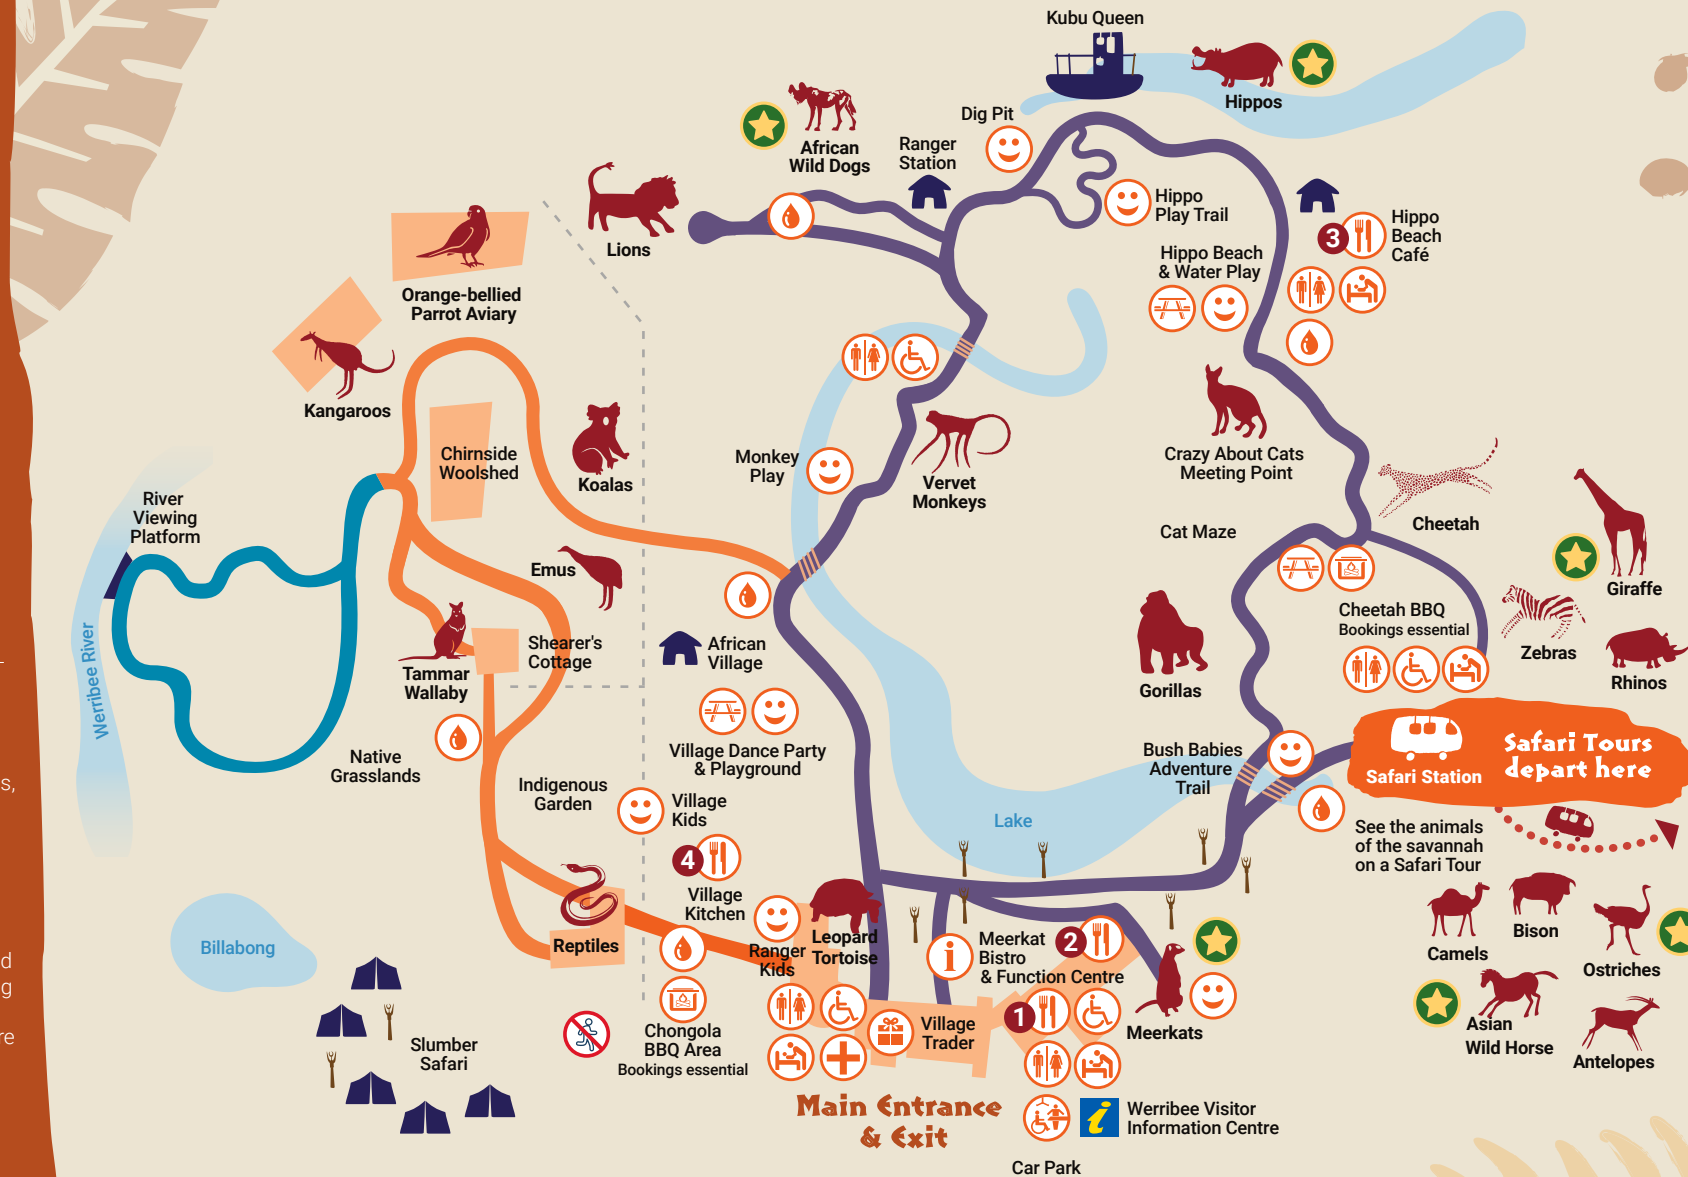 Kubu Queen
Hippos
Dig Pit
African
Wild Dogs
Ranger
Station
Lions
Hippo
Play Trail
Hippo Beach
& Water Play
3
Hippo
Beach
Café
Orange-bellied
Parrot Aviary
Kangaroos
Chirnside
Woolshed
Koalas
Monkey
Play
Vervet
Monkeys
Crazy About Cats
Meeting Point
Cat Maze
Cheetah
Giraffe
Cheetah BBQ
Bookings essential
Zebras
Rhinos
River
Viewing
Platform
Werribee River
Emus
Shearer's
Cottage
Tammar
Wallaby
Native
Grasslands
African
Village
Village Dance Party
& Playground
Gorillas
Bush Babies
Adventure
Trail
Safari Station
Safari Tours
depart here
Indigenous
Garden
Village
Kids
4
Village
Kitchen
Lake
See the animals
of the savannah
on a Safari Tour
Camels
Bison
Ostriches
Asian
Wild Horse
Antelopes
Billabong
Reptiles
Ranger
Kids
Leopard
Tortoise
i
Meerkat
Bistro
& Function Centre
2
1
Meerkats
Village
Trader
Chongola
BBQ Area
Bookings essential
Slumber
Safari
Main Entrance
& Exit
i
Werribee Visitor
Information Centre
Car Park
s,
d
g
re